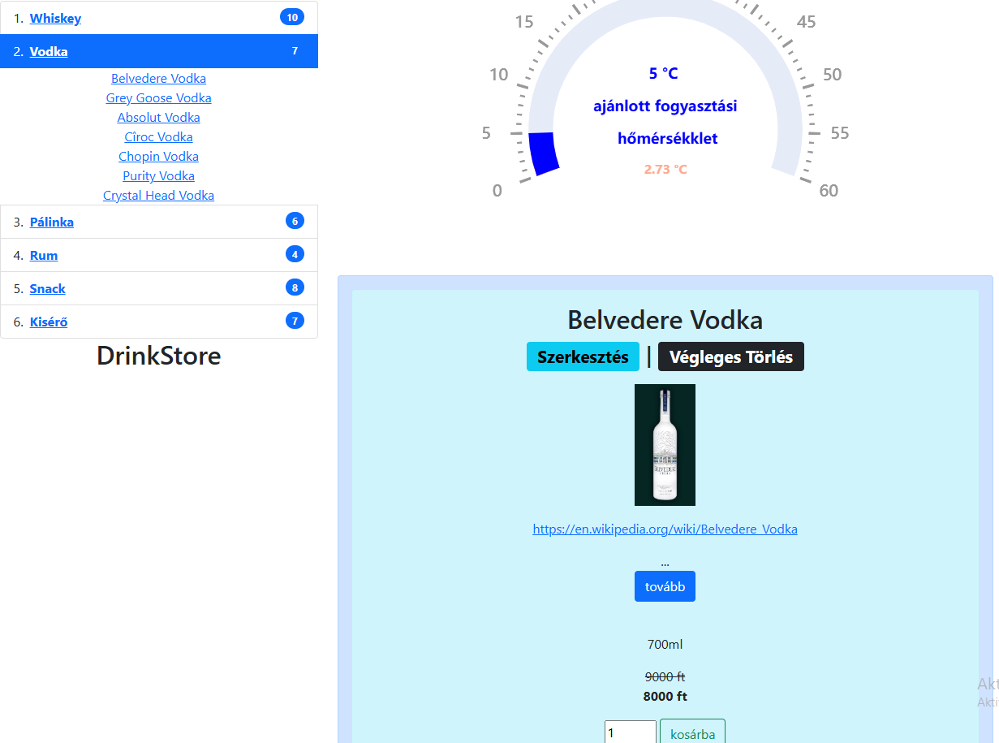 1. Whiskey 10
2. Vodka 7
Belvedere Vodka
Grey Goose Vodka
Absolut Vodka
Cîroc Vodka
Chopin Vodka
Purity Vodka
Crystal Head Vodka
3. Pálinka 6
4. Rum 4
5. Snack 8
6. Kisérő 7
DrinkStore
15
45
10
50
5
55
0
60
5 °C
ajánlott fogyasztási
hőmérsékklet
2.73 °C
Belvedere Vodka
Szerkesztés | Végleges Törlés
BELVEDERE
https://en.wikipedia.org/wiki/Belvedere_Vodka
...
tovább
700ml
9000 ft
8000 ft
1 kosárba
Akt
Akti